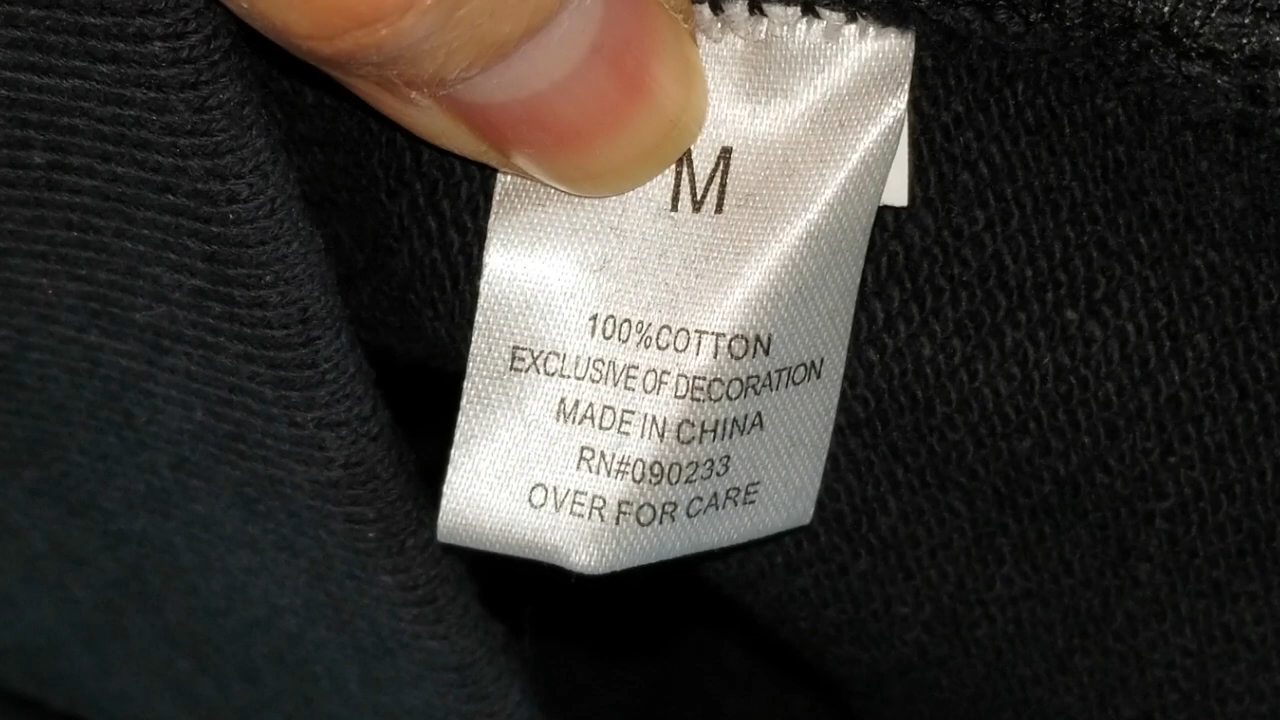 M
100%COTTON
EXCLUSIVE OF DECORATION
MADE IN CHINA
RN#090233
OVER FOR CARE